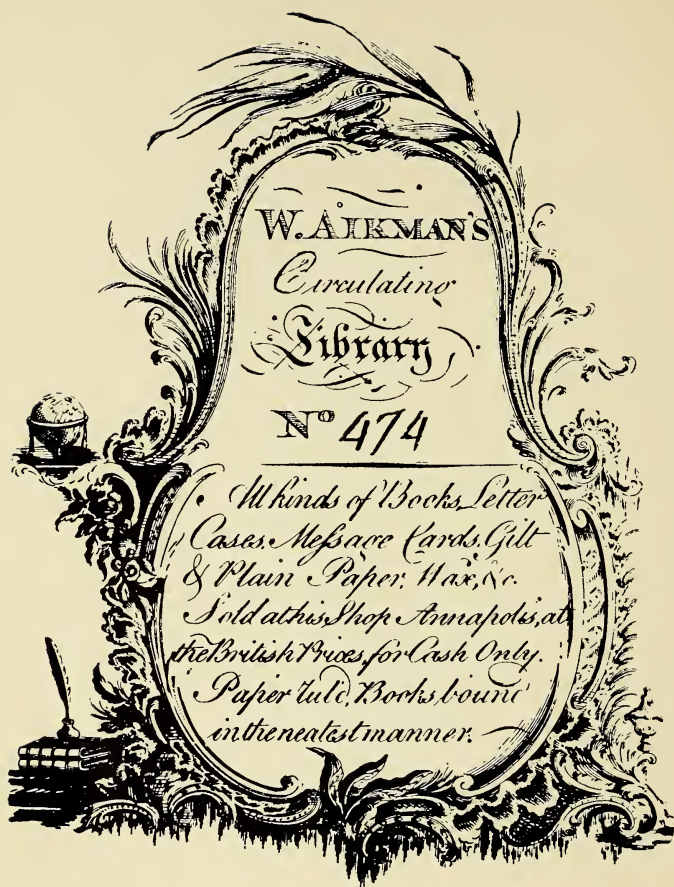 W. AIKMAN'S
Circulating
Library
No 474
All kinds of Books, Letter
Cases, Meſsage Cards, Gilt
& Plain Paper, Wax, &c.
Sold at his Shop Annapolis, at
the British Prices, for Cash Only.
Paper ruld, Books bound
in the neatest manner.